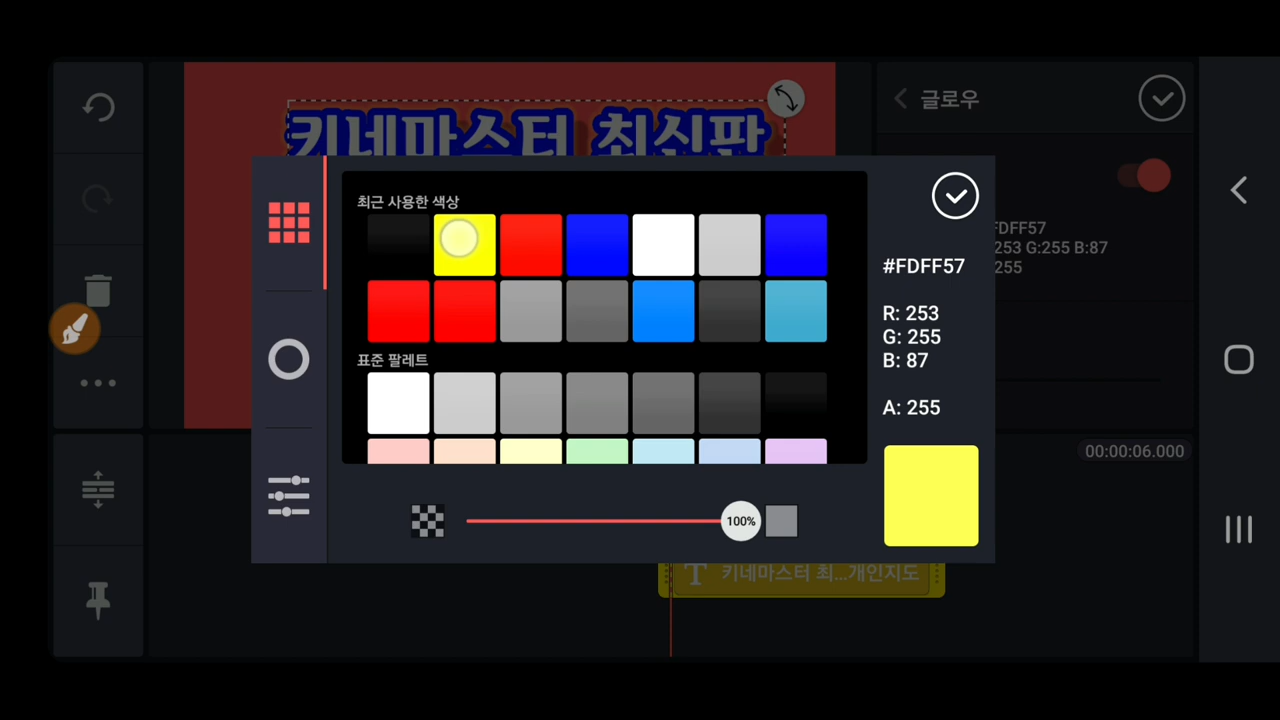 글로우
키네마스터 최신판
최근 사용한 색상
FDFF57
#FDFF57
253 G:255 B:87
255
R: 253
G: 255
B: 87
표준 팔레트
A: 255
00:00:06.000
100%
T 키네마스터 최...개인지도